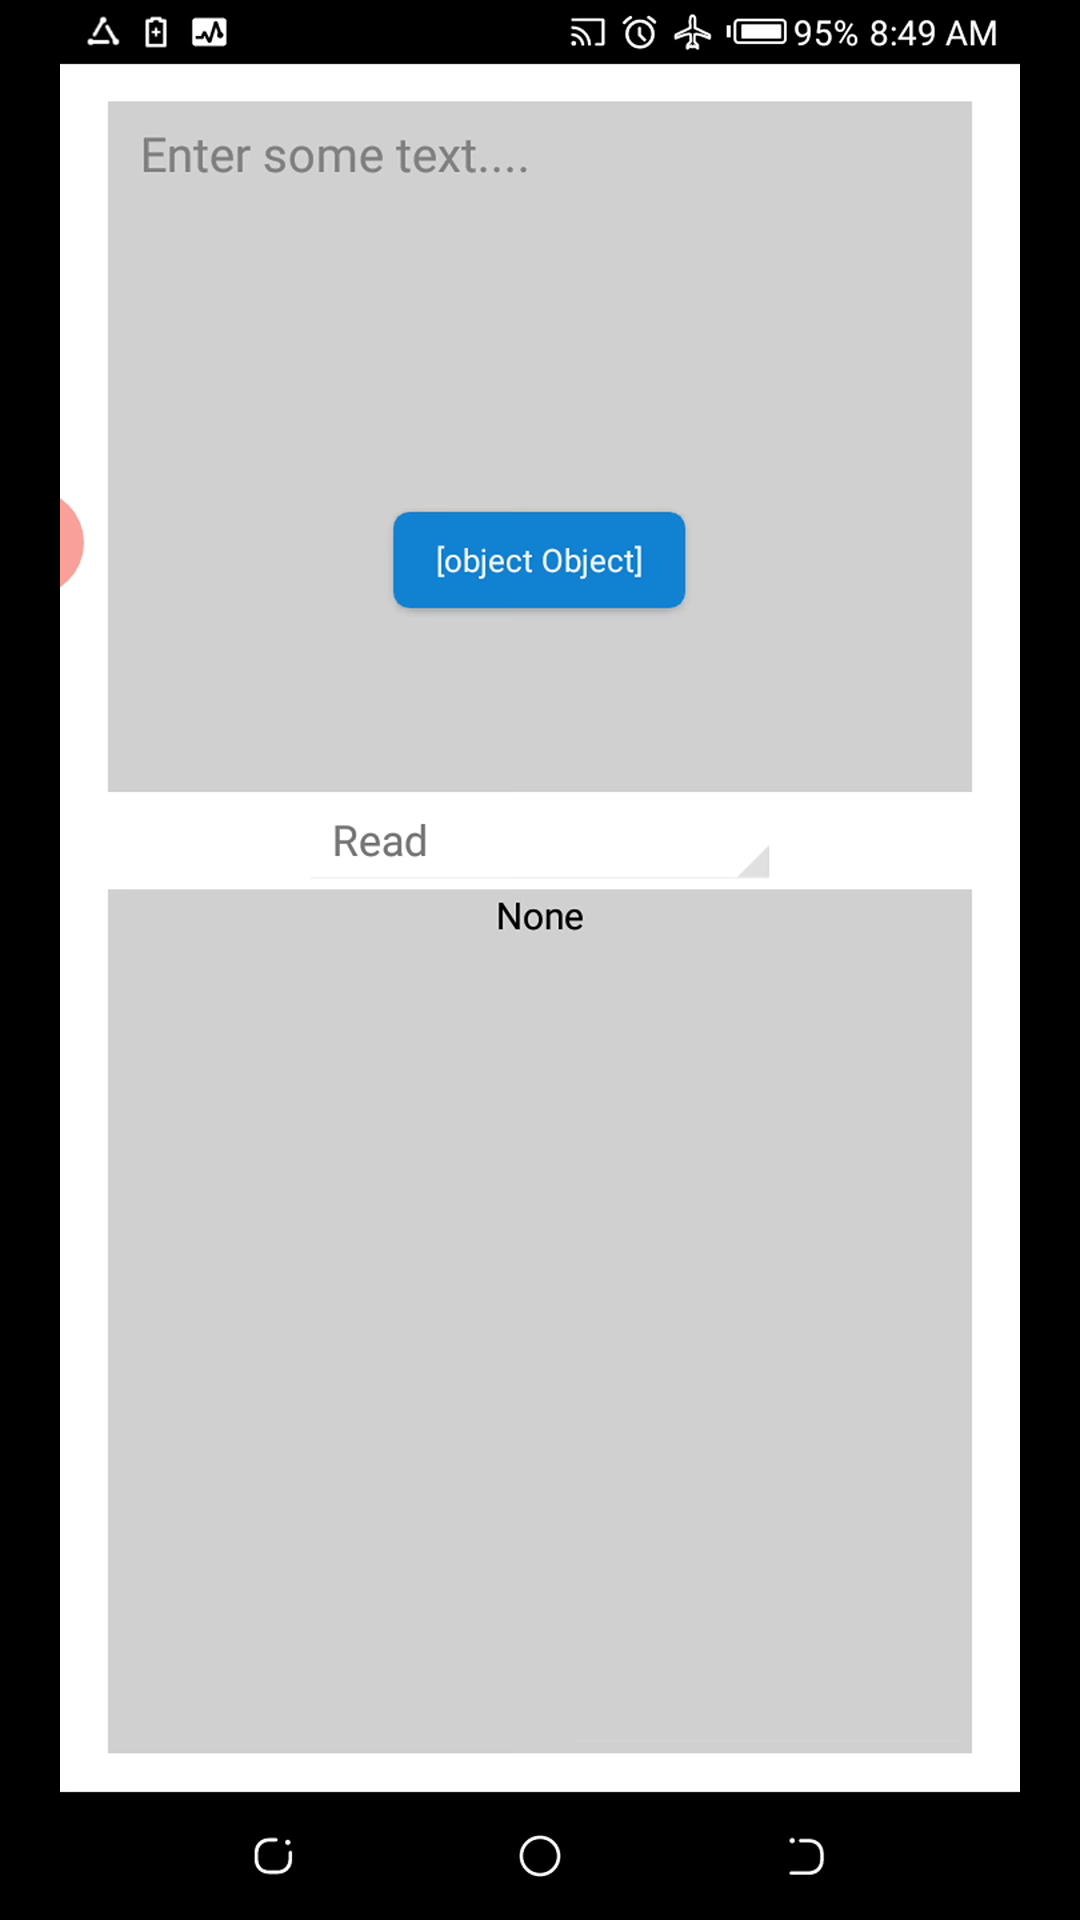 95% 8:49 AM
Enter some text....
[object Object]
Read
None